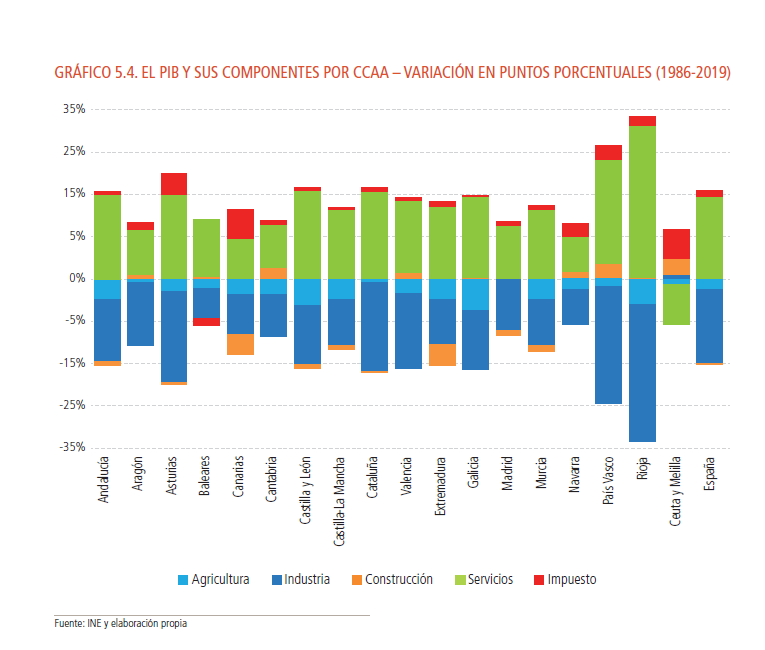 GRÁFICO 5.4. EL PIB Y SUS COMPONENTES POR CCAA – VARIACIÓN EN PUNTOS PORCENTUALES (1986-2019)
35%
25%
15%
5%
0%
-5%
-15%
-25%
-35%
Andalucía
Aragón
Asturias
Baleares
Canarias
Cantabria
Castilla y León
Castilla-La Mancha
Cataluña
Valencia
Extremadura
Galicia
Madrid
Murcia
Navarra
País Vasco
Rioja
Ceuta y Melilla
España
Agricultura Industria Construcción Servicios Impuesto
Fuente: INE y elaboración propia